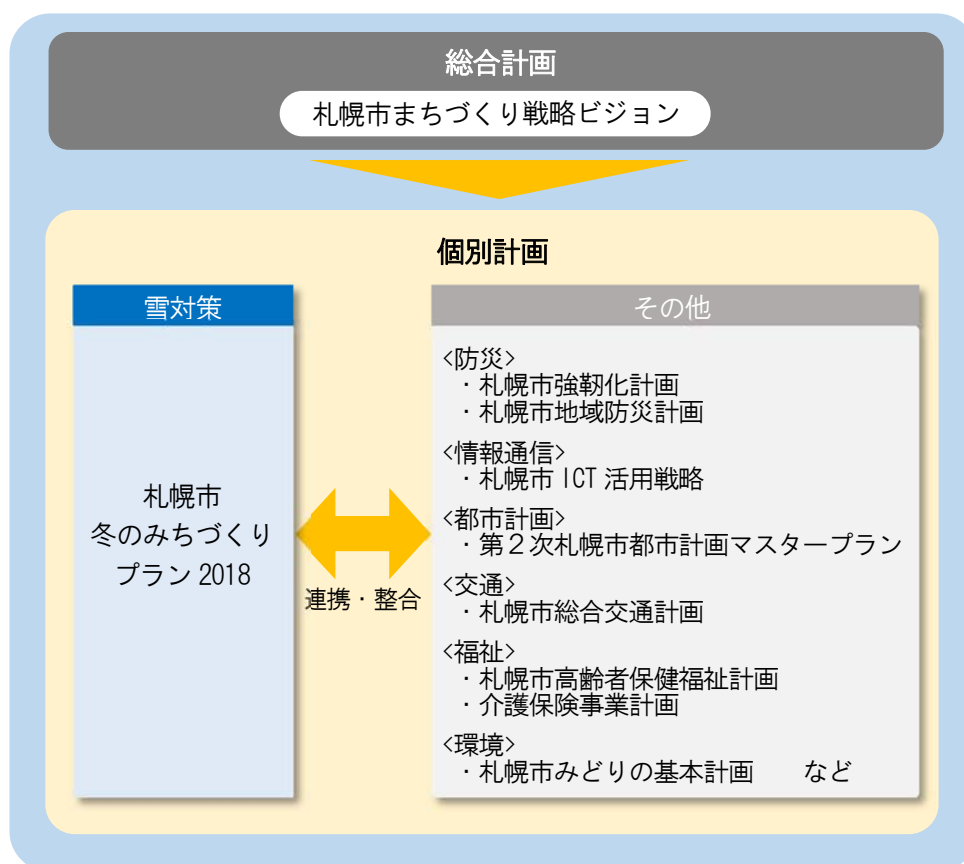 総合計画
札幌市まちづくり戦略ビジョン
個別計画
雪対策
札幌市
冬のみちづくり
プラン 2018
連携・整合
その他
<防災>
・札幌市強靭化計画
・札幌市地域防災計画
<情報通信>
・札幌市 ICT 活用戦略
<都市計画>
・第２次札幌市都市計画マスタープラン
<交通>
・札幌市総合交通計画
<福祉>
・札幌市高齢者保健福祉計画
・介護保険事業計画
<環境>
・札幌市みどりの基本計画　　など